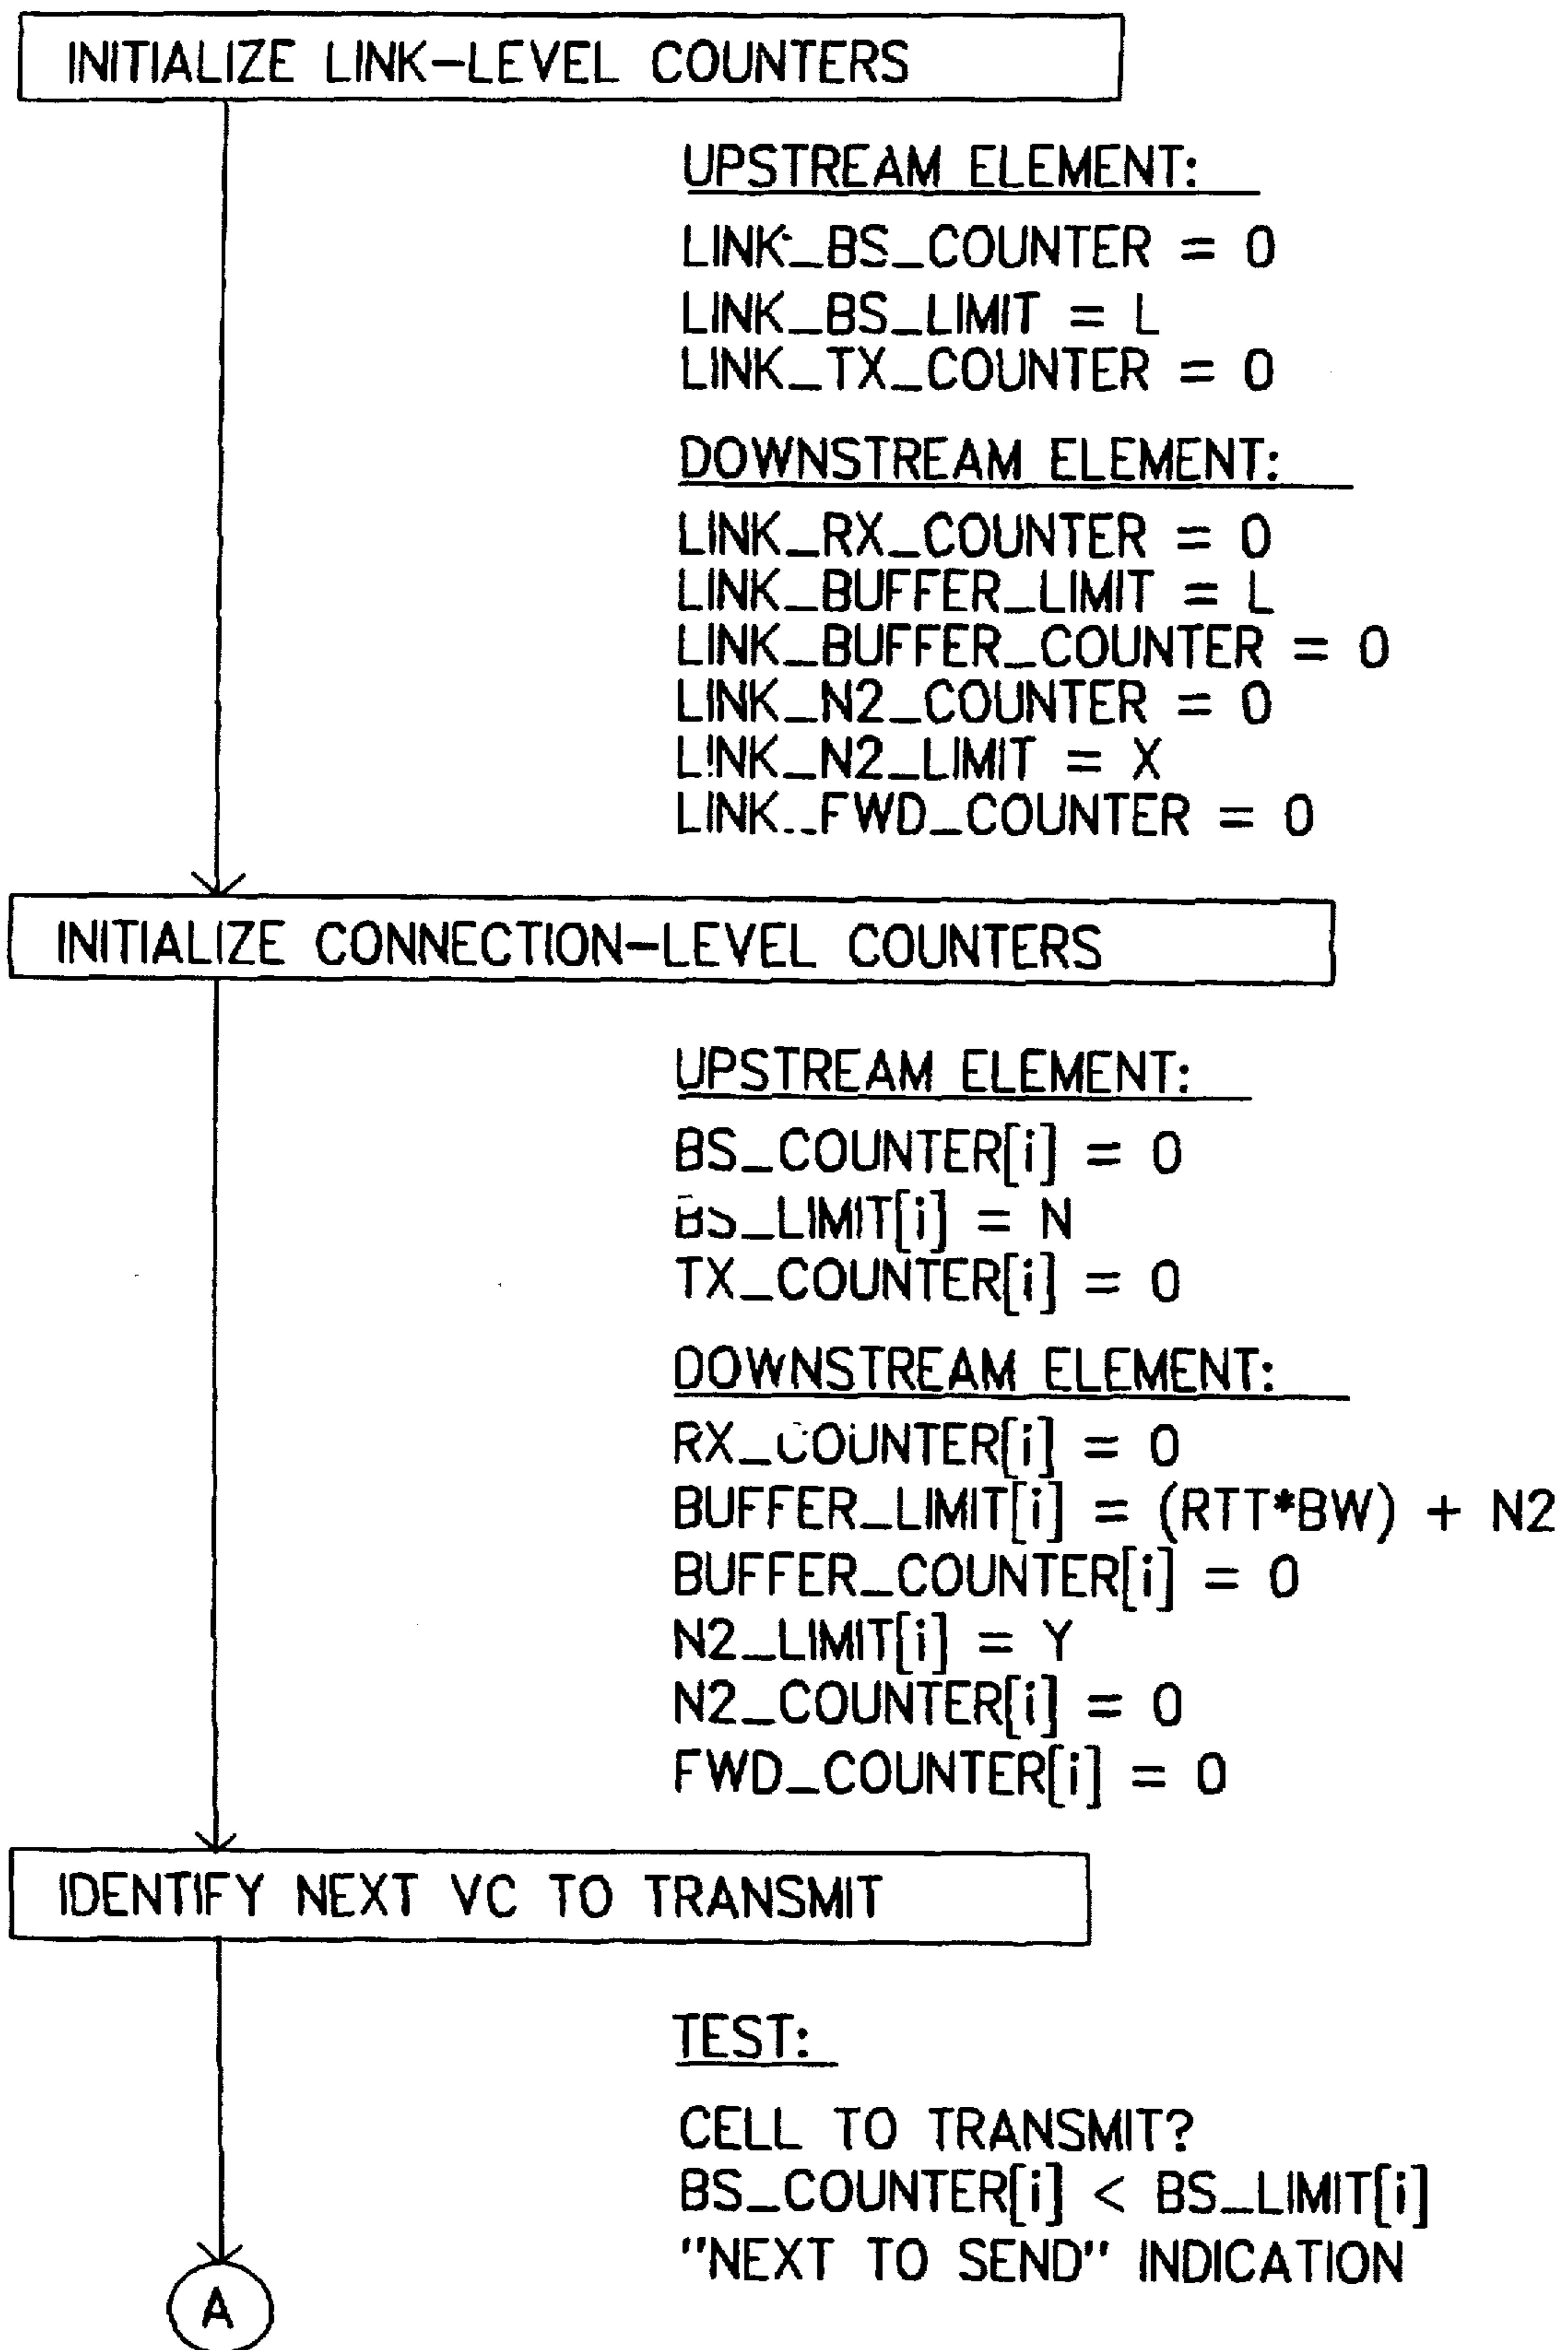 INITIALIZE LINK-LEVEL COUNTERS
UPSTREAM ELEMENT:
LINK_BS_COUNTER = 0
LINK_BS_LIMIT = L
LINK_TX_COUNTER = 0
DOWNSTREAM ELEMENT:
LINK_RX_COUNTER = 0
LINK_BUFFER_LIMIT = L
LINK_BUFFER_COUNTER = 0
LINK_N2_COUNTER = 0
LINK_N2_LIMIT = X
LINK_FWD_COUNTER = 0
INITIALIZE CONNECTION-LEVEL COUNTERS
UPSTREAM ELEMENT:
BS_COUNTER[i] = 0
BS_LIMIT[i] = N
TX_COUNTER[i] = 0
DOWNSTREAM ELEMENT:
RX_COUNTER[i] = 0
BUFFER_LIMIT[i] = (RTT*BW) + N2
BUFFER_COUNTER[i] = 0
N2_LIMIT[i] = Y
N2_COUNTER[i] = 0
FWD_COUNTER[i] = 0
IDENTIFY NEXT VC TO TRANSMIT
TEST:
CELL TO TRANSMIT?
BS_COUNTER[i] < BS_LIMIT[i]
"NEXT TO SEND" INDICATION
A